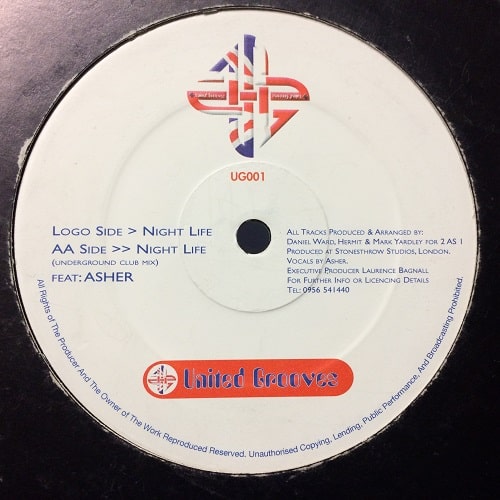 UG001
LOGO SIDE > NIGHT LIFE
AA SIDE >> NIGHT LIFE
(UNDERGROUND CLUB MIX)
FEAT: ASHER
ALL TRACKS PRODUCED & ARRANGED BY:
DANIEL WARD, HERMIT & MARK YARDLEY FOR 2 AS 1
PRODUCED AT STONESTHROW STUDIOS, LONDON.
VOCALS BY ASHER.
EXECUTIVE PRODUCER LAURENCE BAGNALL
FOR FURTHER INFO OR LICENCING DETAILS
TEL: 0956 541440
United Grooves
All Rights of The Producer And The Owner of The Work Reproduced Reserved. Unauthorised Copying, Lending, Public Performance, And Broadcasting Prohibited.